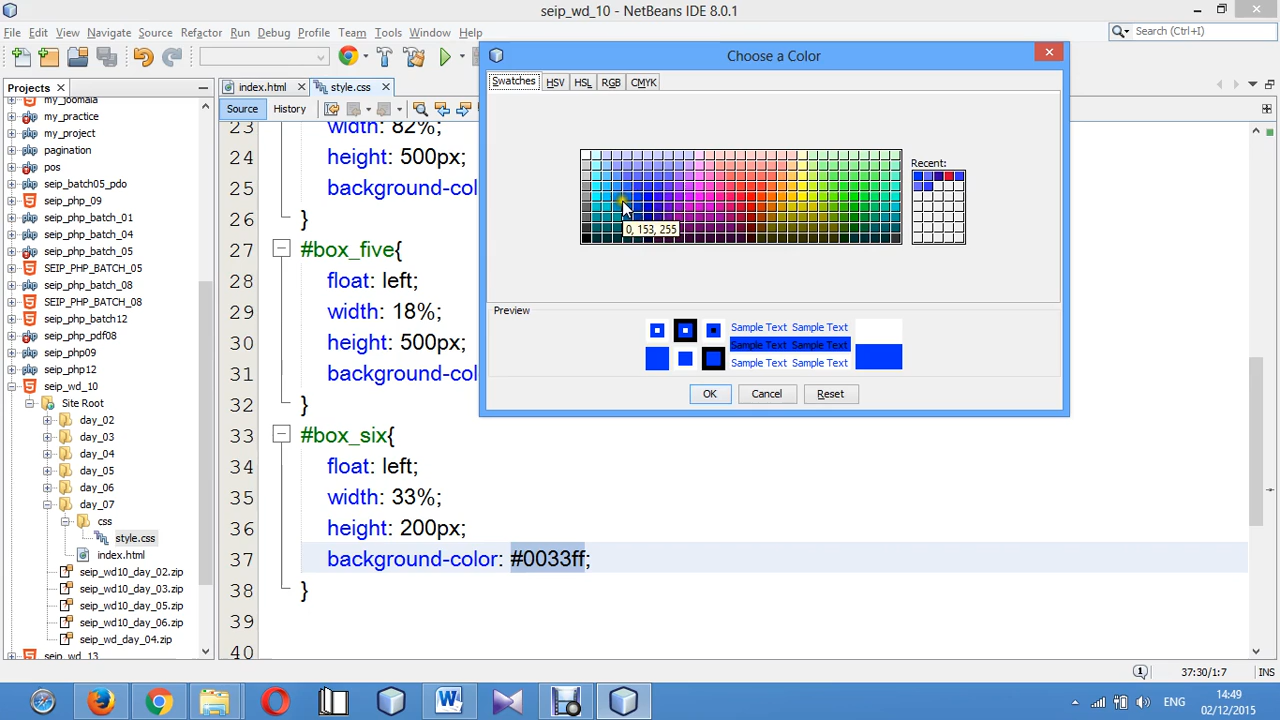 seip_wd_10 - NetBeans IDE 8.0.1
File Edit View Navigate Source Refactor Run Debug Profile Team Tools Window Help
Search (Ctrl+I)
Projects
index.html
style.css
Source
History
my_joomala
my_practice
my_project
pagination
pos
seip_batch05_pdo
seip_php_09
seip_php_batch_01
seip_php_batch_04
seip_php_batch_05
SEIP_PHP_BATCH_05
seip_php_batch_08
SEIP_PHP_BATCH_08
seip_php_batch12
seip_php_pdf08
seip_php09
seip_php12
seip_wd_10
Site Root
day_02
day_03
day_04
day_05
day_06
day_07
css
style.css
index.html
seip_wd10_day_02.zip
seip_wd10_day_03.zip
seip_wd10_day_05.zip
seip_wd10_day_06.zip
seip_wd_day_04.zip
seip_wd_13
23 width: 82%;
24 height: 500px;
25 background-col
26 }
27 #box_five{
28 float: left;
29 width: 18%;
30 height: 500px;
31 background-col
32 }
33 #box_six{
34 float: left;
35 width: 33%;
36 height: 200px;
37 background-color: #0033ff;
38 }
39
40
Choose a Color
Swatches HSV HSL RGB CMYK
Recent:
0, 153, 255
Preview
Sample Text Sample Text
Sample Text Sample Text
Sample Text Sample Text
OK Cancel Reset
37:30/1:7 INS
ENG
14:49
02/12/2015